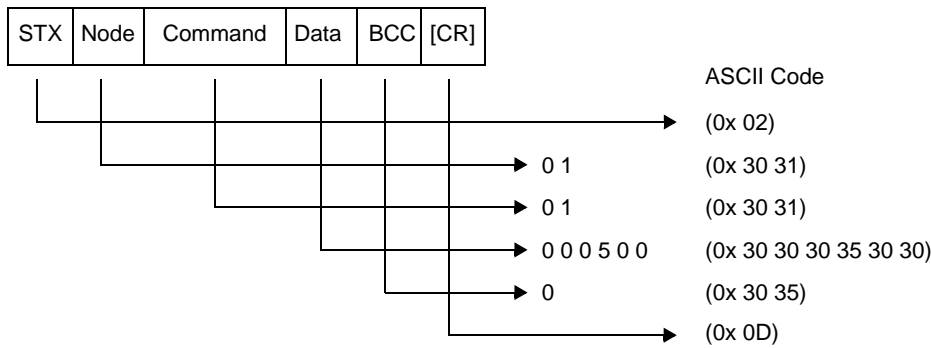 STX Node Command Data BCC [CR]
ASCII Code
(0x 02)
0 1 (0x 30 31)
0 1 (0x 30 31)
0 0 0 5 0 0 (0x 30 30 30 35 30 30)
0 (0x 30 35)
(0x 0D)